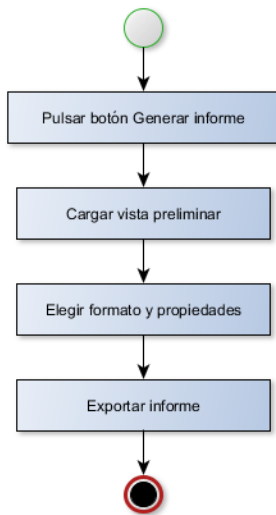 Pulsar botón Generar informe
Cargar vista preliminar
Elegir formato y propiedades
Exportar informe